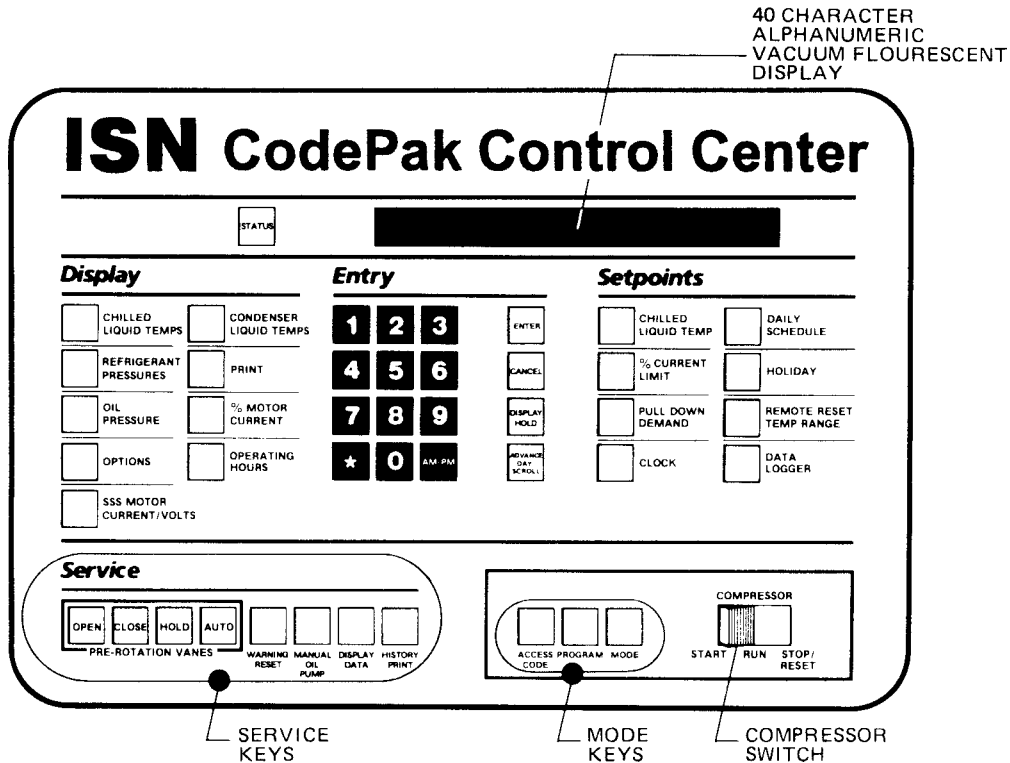 40 CHARACTER
ALPHANUMERIC
VACUUM FLOURESCENT
DISPLAY
ISN CodePak Control Center
STATUS
Display
CHILLED
LIQUID TEMPS
CONDENSER
LIQUID TEMPS
REFRIGERANT
PRESSURES
PRINT
OIL
PRESSURE
% MOTOR
CURRENT
OPTIONS
OPERATING
HOURS
SSS MOTOR
CURRENT/VOLTS
Entry
1 2 3
4 5 6
7 8 9
* 0 AM-PM
ENTER
CANCEL
DISPLAY
HOLD
ADVANCE
DAY
SCROLL
Setpoints
CHILLED
LIQUID TEMP
DAILY
SCHEDULE
% CURRENT
LIMIT
HOLIDAY
PULL DOWN
DEMAND
REMOTE RESET
TEMP RANGE
CLOCK
DATA
LOGGER
Service
OPEN CLOSE HOLD AUTO
PRE-ROTATION VANES
WARNING
RESET
MANUAL
OIL
PUMP
DISPLAY
DATA
HISTORY
PRINT
ACCESS
CODE
PROGRAM
MODE
COMPRESSOR
START
RUN
STOP/
RESET
SERVICE
KEYS
MODE
KEYS
COMPRESSOR
SWITCH